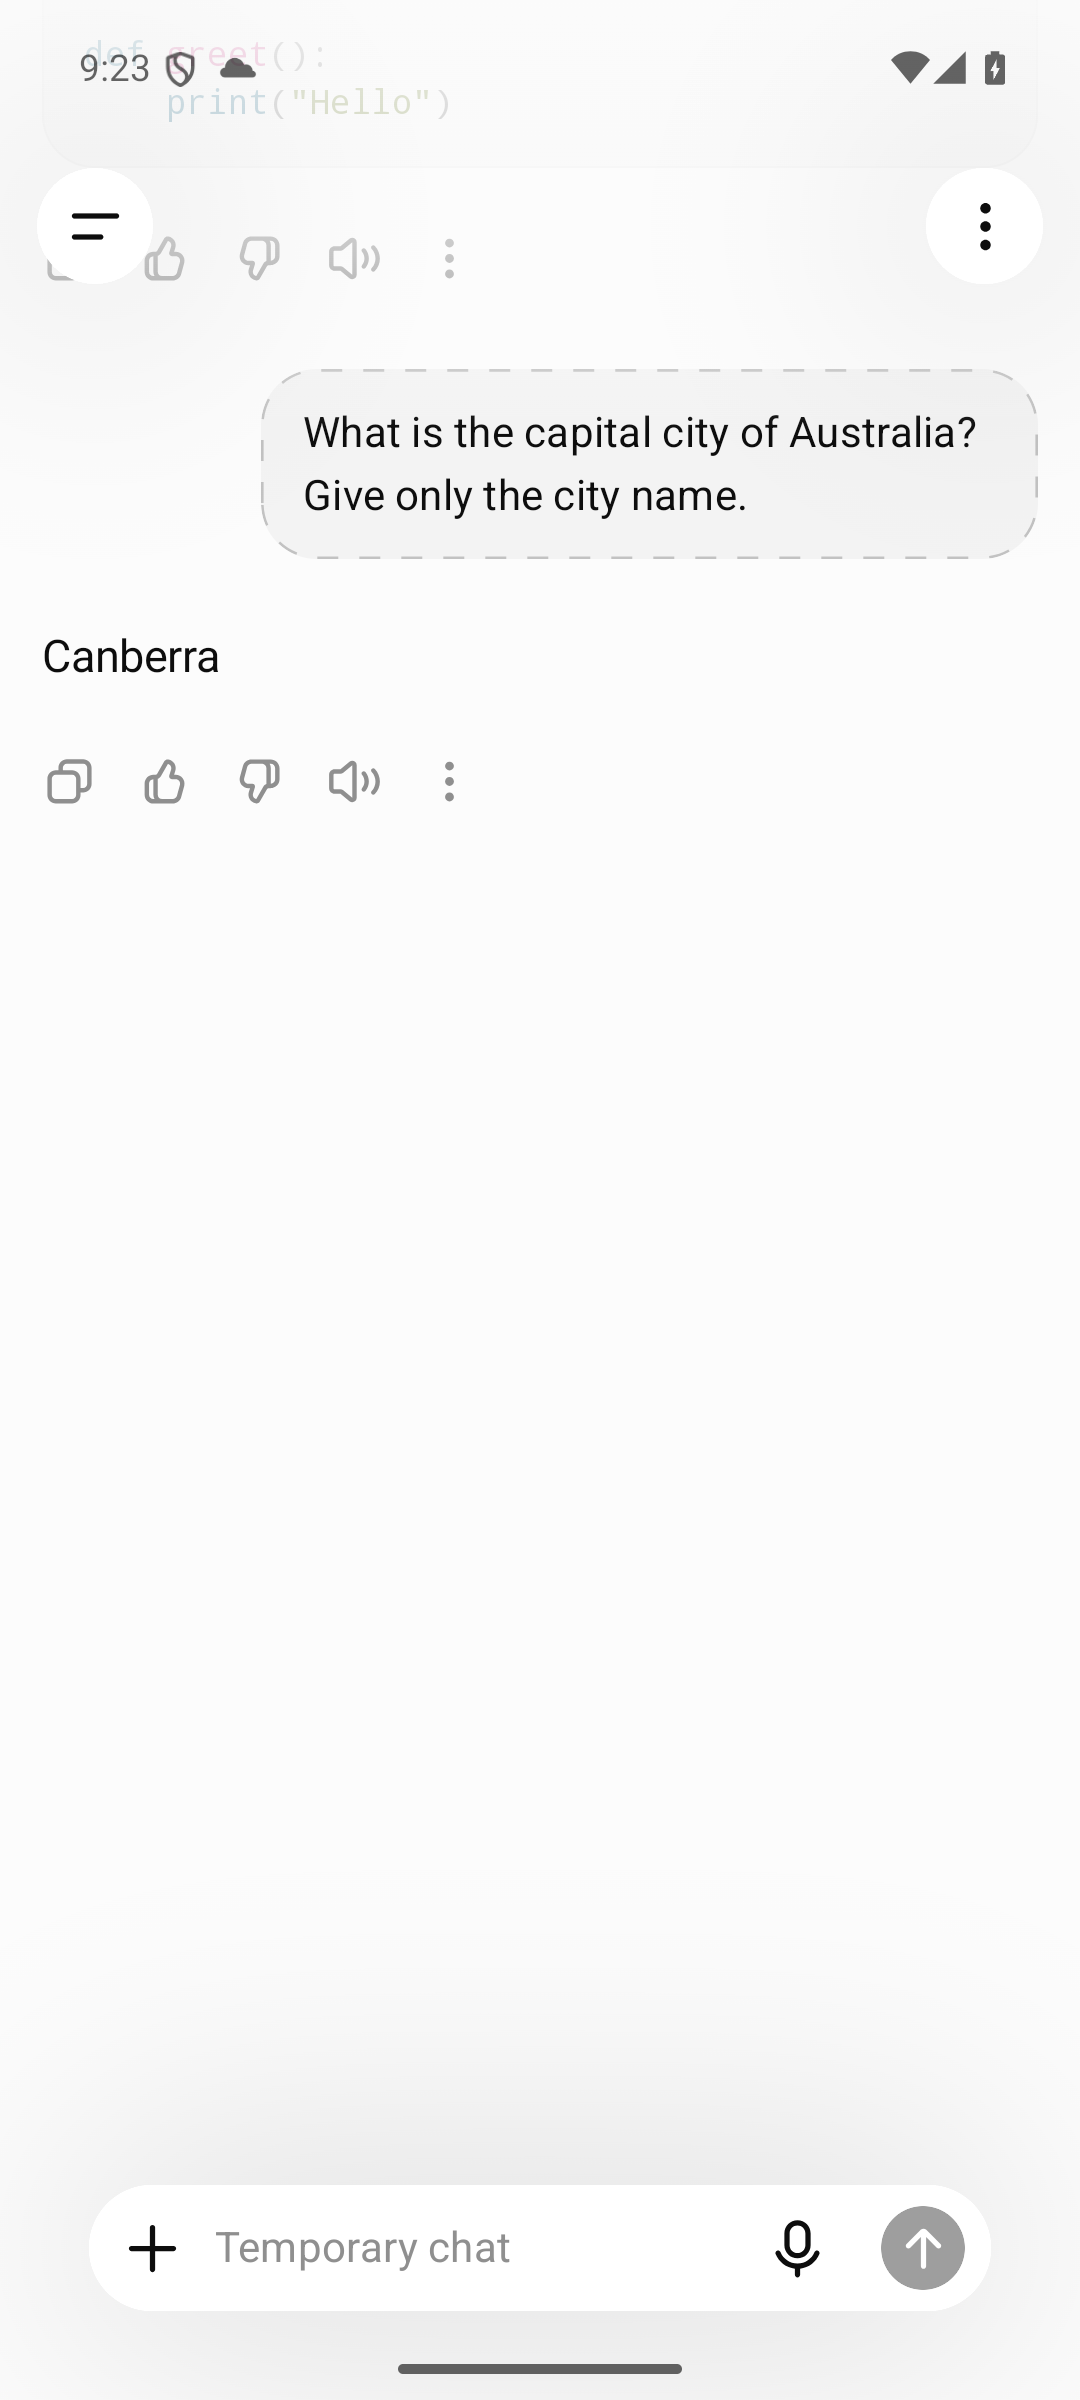 def greet():
9:23
    print("Hello")
What is the capital city of Australia?
Give only the city name.
Canberra
Temporary chat